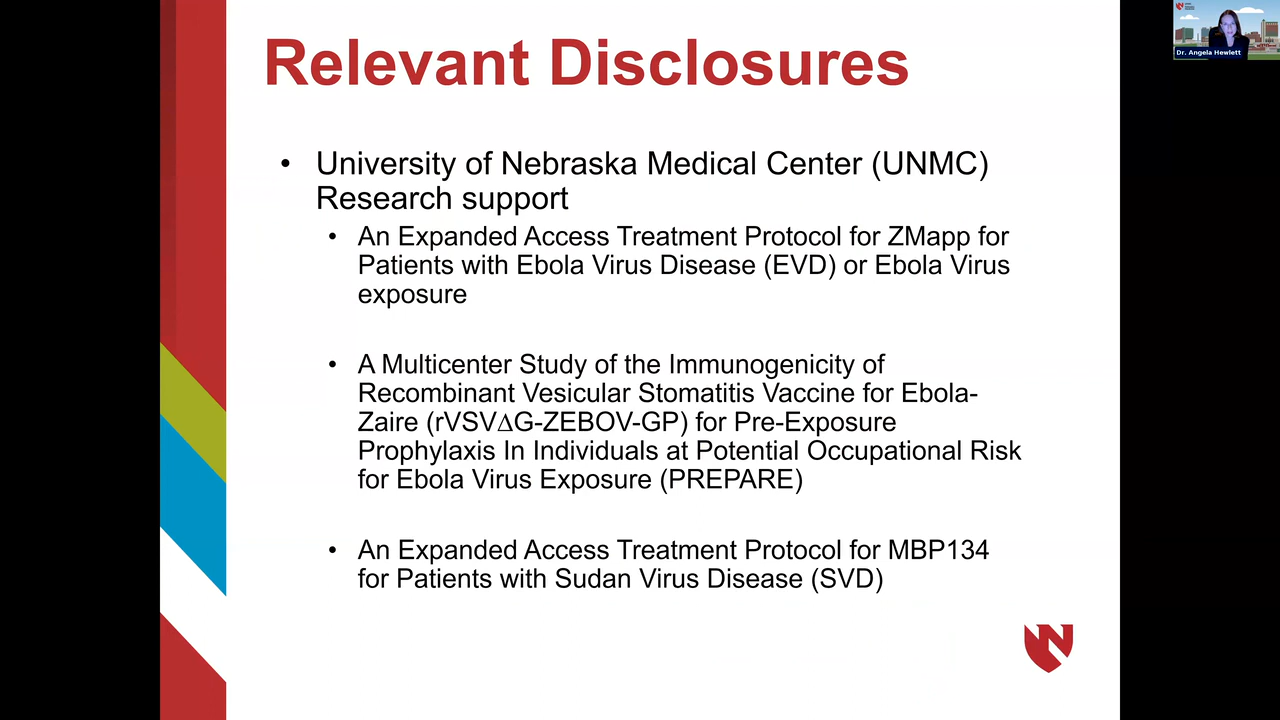 Relevant Disclosures
• University of Nebraska Medical Center (UNMC)
Research support
• An Expanded Access Treatment Protocol for ZMapp for
Patients with Ebola Virus Disease (EVD) or Ebola Virus
exposure
• A Multicenter Study of the Immunogenicity of
Recombinant Vesicular Stomatitis Vaccine for Ebola-
Zaire (rVSV∆G-ZEBOV-GP) for Pre-Exposure
Prophylaxis In Individuals at Potential Occupational Risk
for Ebola Virus Exposure (PREPARE)
• An Expanded Access Treatment Protocol for MBP134
for Patients with Sudan Virus Disease (SVD)
Dr. Angela Hewlett